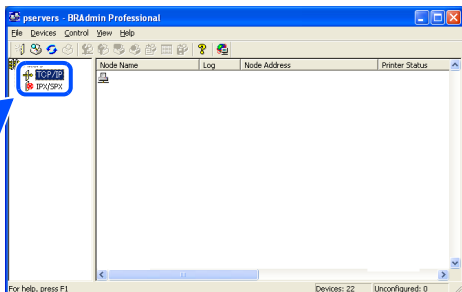 pservers - BRAdmin Professional
File Devices Control View Help
Node Name Log Node Address Printer Status
TCP/IP
IPX/SPX
For help, press F1 Devices: 22 Unconfigured: 0